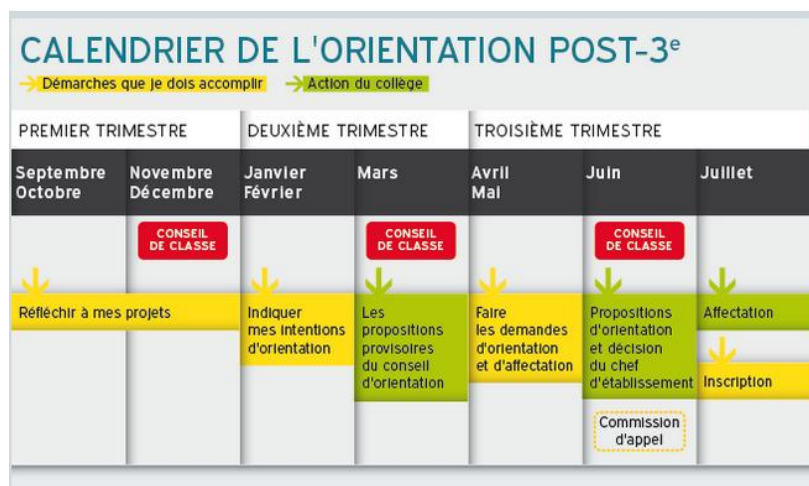 CALENDRIER DE L'ORIENTATION POST-3e
Démarches que je dois accomplir
Action du collège
PREMIER TRIMESTRE
DEUXIÈME TRIMESTRE
TROISIÈME TRIMESTRE
Septembre
Octobre
Novembre
Décembre
Janvier
Février
Mars
Avril
Mai
Juin
Juillet
CONSEIL
DE CLASSE
CONSEIL
DE CLASSE
CONSEIL
DE CLASSE
Réfléchir à mes projets
Indiquer
mes intentions
d'orientation
Les
propositions
provisoires
du conseil
d'orientation
Faire
les demandes
d'orientation
et d'affectation
Propositions
d'orientation
et décision
du chef
d'établissement
Affectation
Inscription
Commission
d'appel